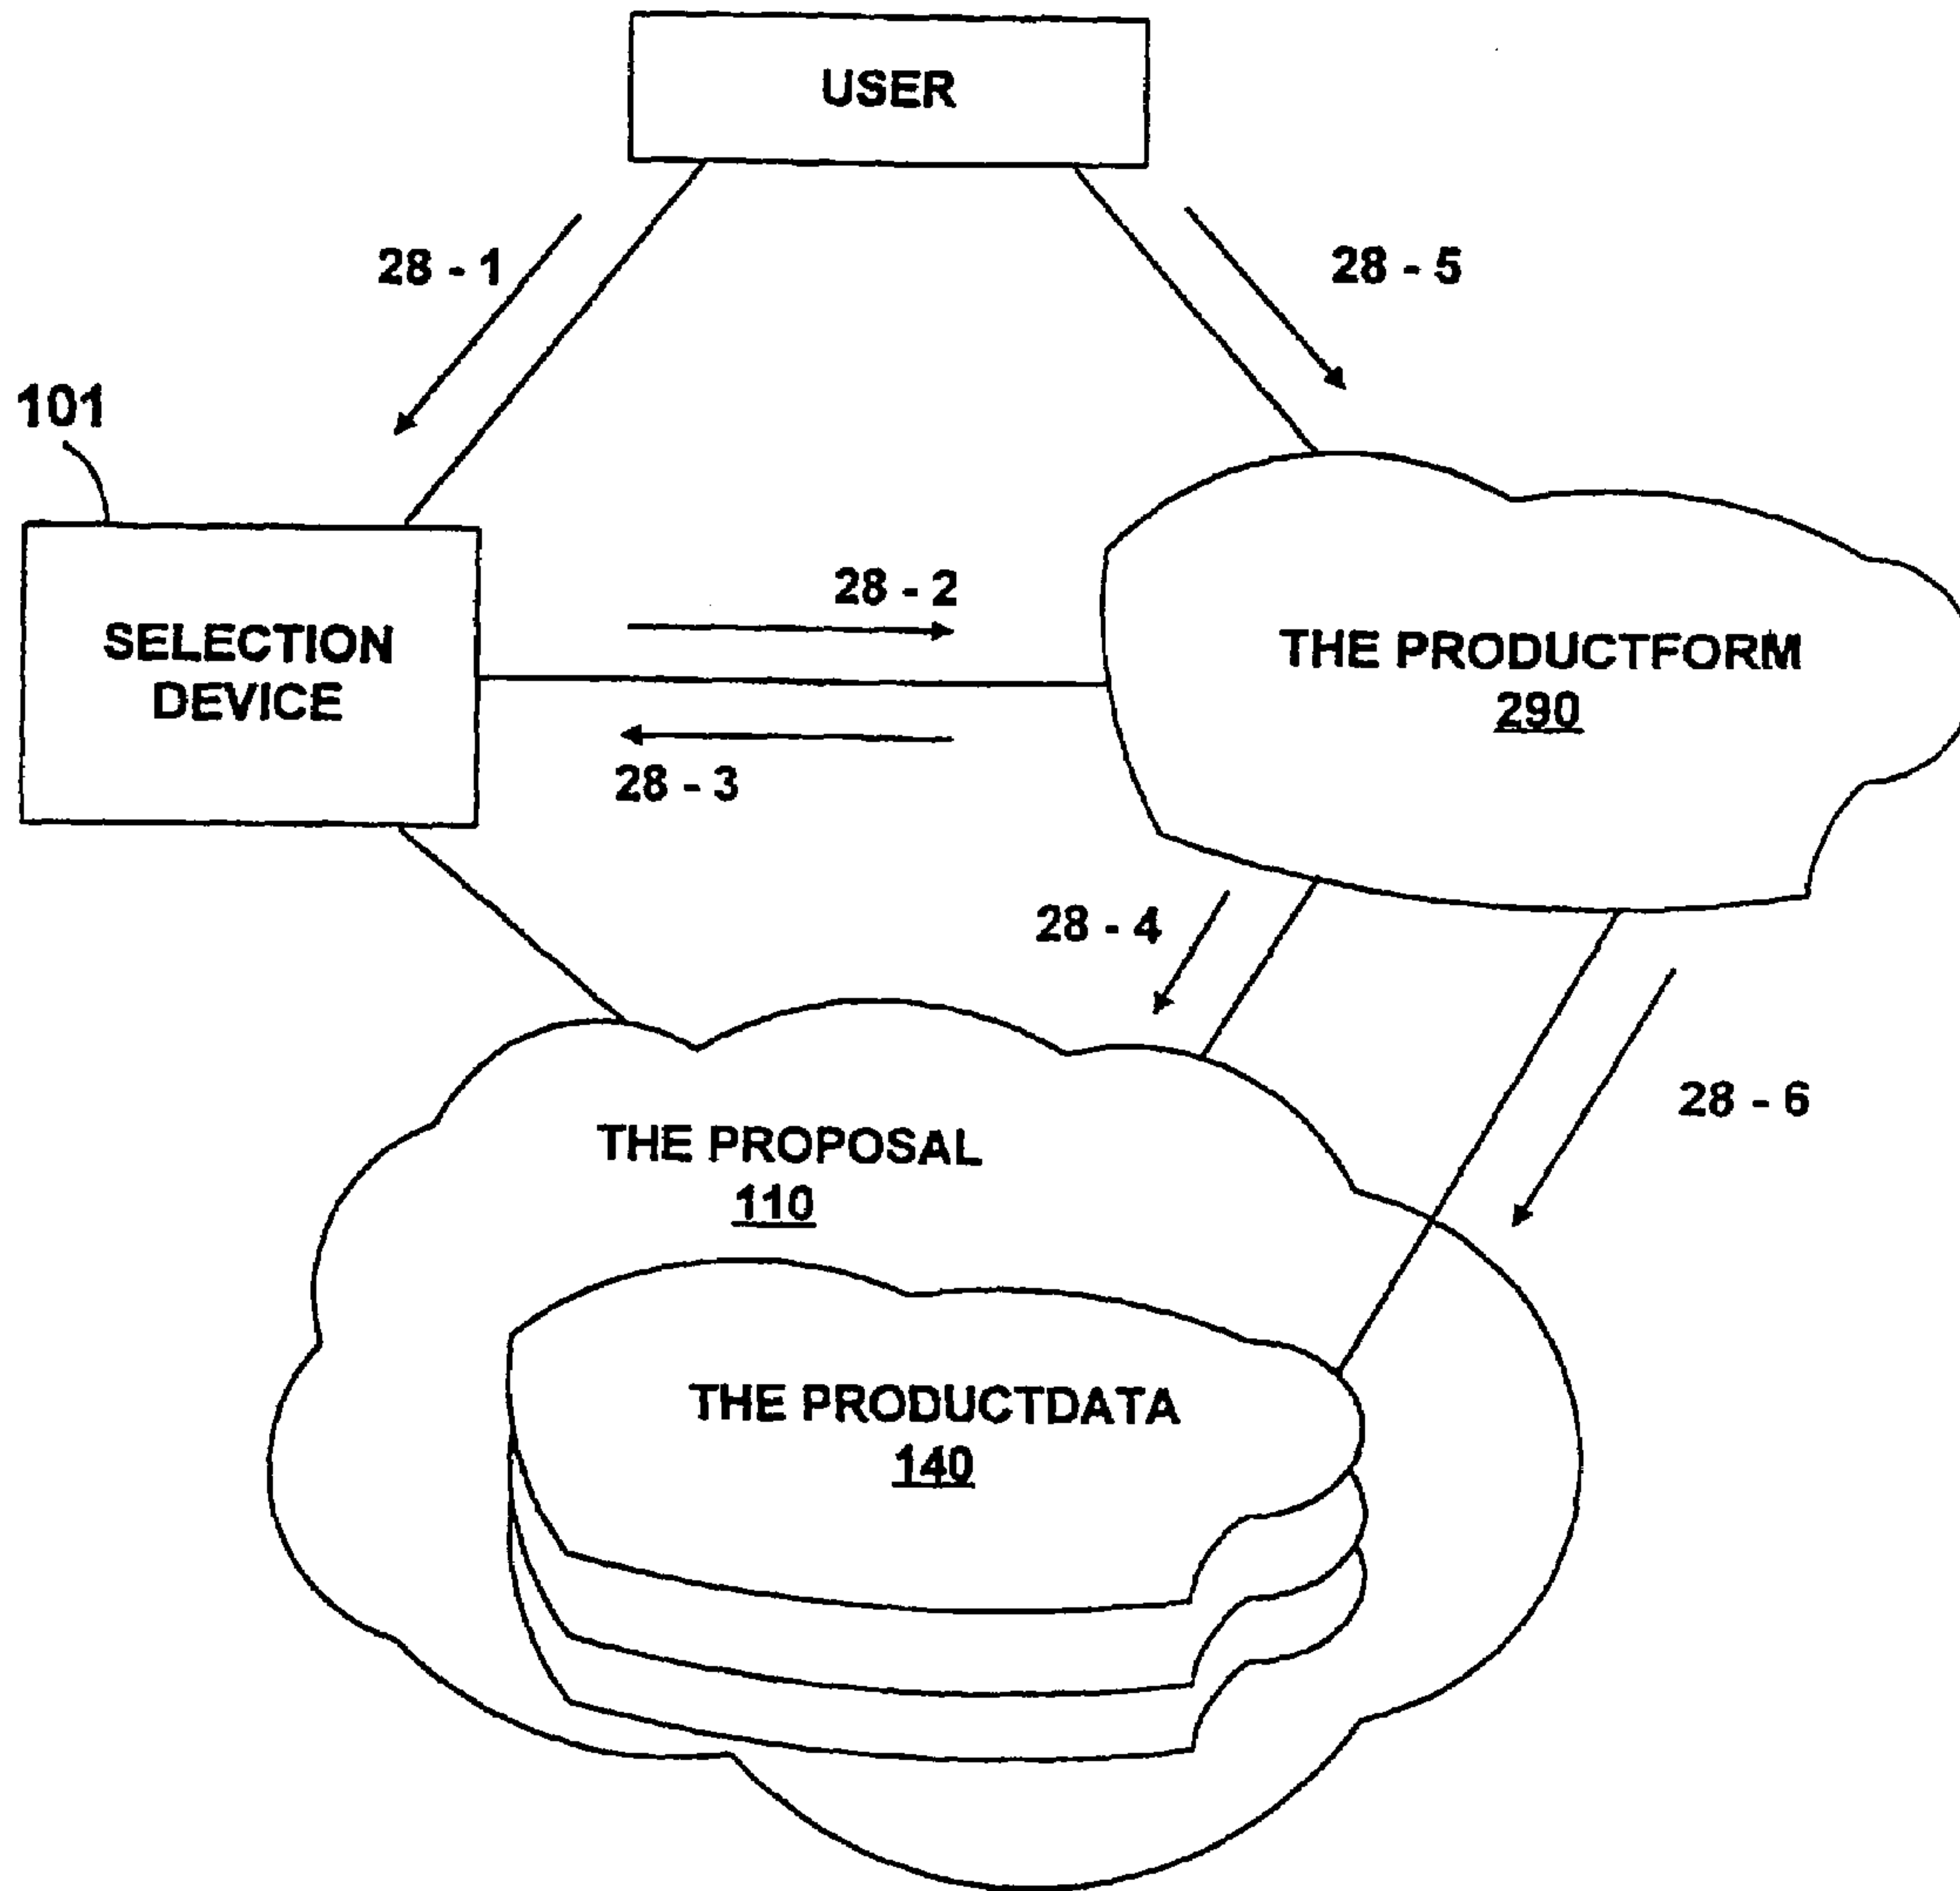 USER
28 - 1
28 - 5
101
28 - 2
SELECTION
DEVICE
THE PRODUCTFORM
290
28 - 3
28 - 4
28 - 6
THE PROPOSAL
110
THE PRODUCTDATA
140